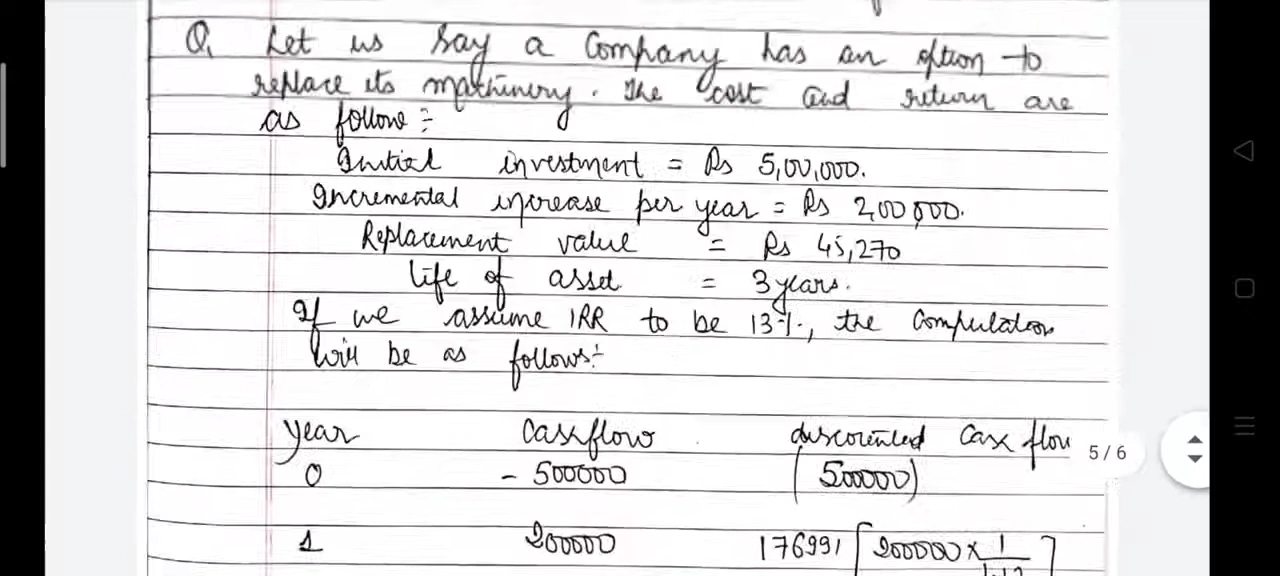 Q. Let us say a Company has an option to
replace its machinery. The cost and return are
as follow :-
Initial investment = Rs 5,00,000.
Incremental increase per year = Rs 2,00,000.
Replacement value = Rs 45,270
life of asset = 3 years.
If we assume IRR to be 13%, the Computation
will be as follows:-
year Cashflow discounted Cash flow
5/6
0 - 500000 (500000)
1 200000 176991 [200000 x 1/1.13]